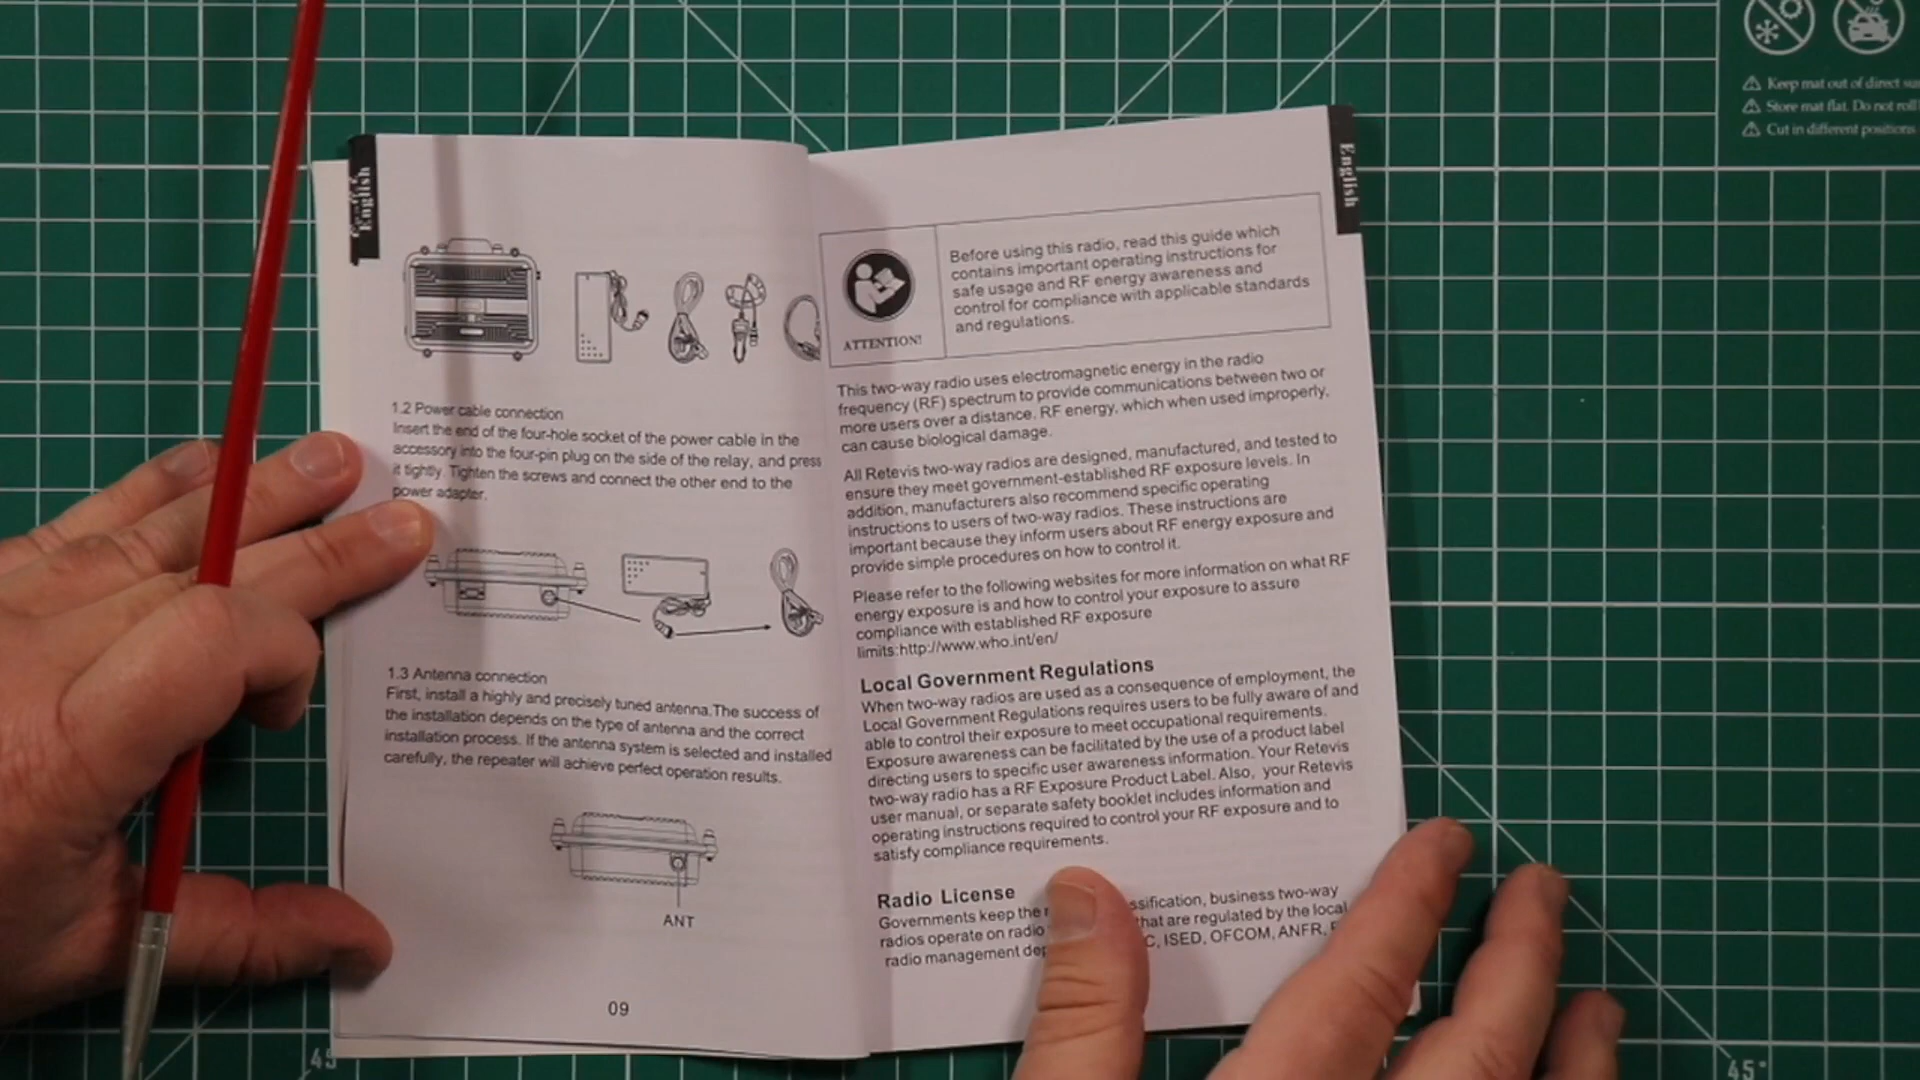 English
1.2 Power cable connection
Insert the end of the four-hole socket of the power cable in the
accessory into the four-pin plug on the side of the relay, and press
it tightly. Tighten the screws and connect the other end to the
power adapter.
1.3 Antenna connection
First, install a highly and precisely tuned antenna.The success of
the installation depends on the type of antenna and the correct
installation process. If the antenna system is selected and installed
carefully, the repeater will achieve perfect operation results.
ANT
09
English
ATTENTION!
Before using this radio, read this guide which
contains important operating instructions for
safe usage and RF energy awareness and
control for compliance with applicable standards
and regulations.
This two-way radio uses electromagnetic energy in the radio
frequency (RF) spectrum to provide communications between two or
more users over a distance. RF energy, which when used improperly,
can cause biological damage.
All Retevis two-way radios are designed, manufactured, and tested to
ensure they meet government-established RF exposure levels. In
addition, manufacturers also recommend specific operating
instructions to users of two-way radios. These instructions are
important because they inform users about RF energy exposure and
provide simple procedures on how to control it.
Please refer to the following websites for more information on what RF
energy exposure is and how to control your exposure to assure
compliance with established RF exposure
limits:http://www.who.int/en/
Local Government Regulations
When two-way radios are used as a consequence of employment, the
Local Government Regulations requires users to be fully aware of and
able to control their exposure to meet occupational requirements.
Exposure awareness can be facilitated by the use of a product label
directing users to specific user awareness information. Your Retevis
two-way radio has a RF Exposure Product Label. Also, your Retevis
user manual, or separate safety booklet includes information and
operating instructions required to control your RF exposure and to
satisfy compliance requirements.
Radio License
Governments keep the business two-way
radios operate on radio that are regulated by the local
radio management ISED, OFCOM, ANFR,
Keep mat out of direct
Store mat flat. Do not roll
Cut in different positions
45°